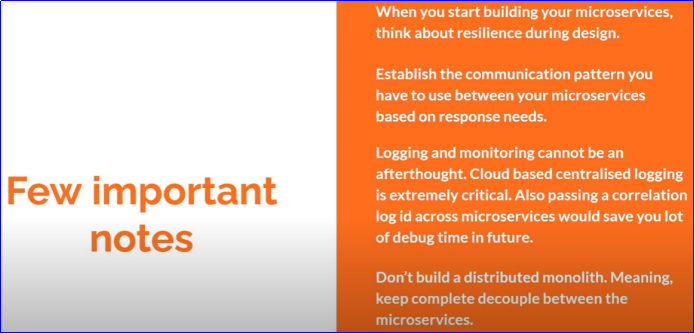 Few important
notes
When you start building your microservices,
think about resilience during design.
Establish the communication pattern you
have to use between your microservices
based on response needs.
Logging and monitoring cannot be an
afterthought. Cloud based centralised logging
is extremely critical. Also passing a correlation
log id across microservices would save you lot
of debug time in future.
Don't build a distributed monolith. Meaning,
keep complete decouple between the
microservices.